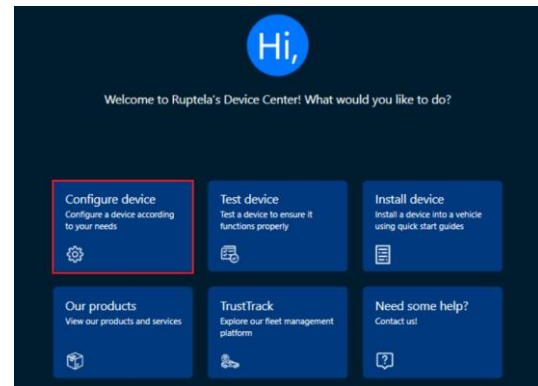 Hi,
Welcome to Ruptela's Device Center! What would you like to do?
Configure device
Configure a device according
to your needs
Test device
Test a device to ensure it
functions properly
Install device
Install a device into a vehicle
using quick start guides
Our products
View our products and services
TrustTrack
Explore our fleet management
platform
Need some help?
Contact us!